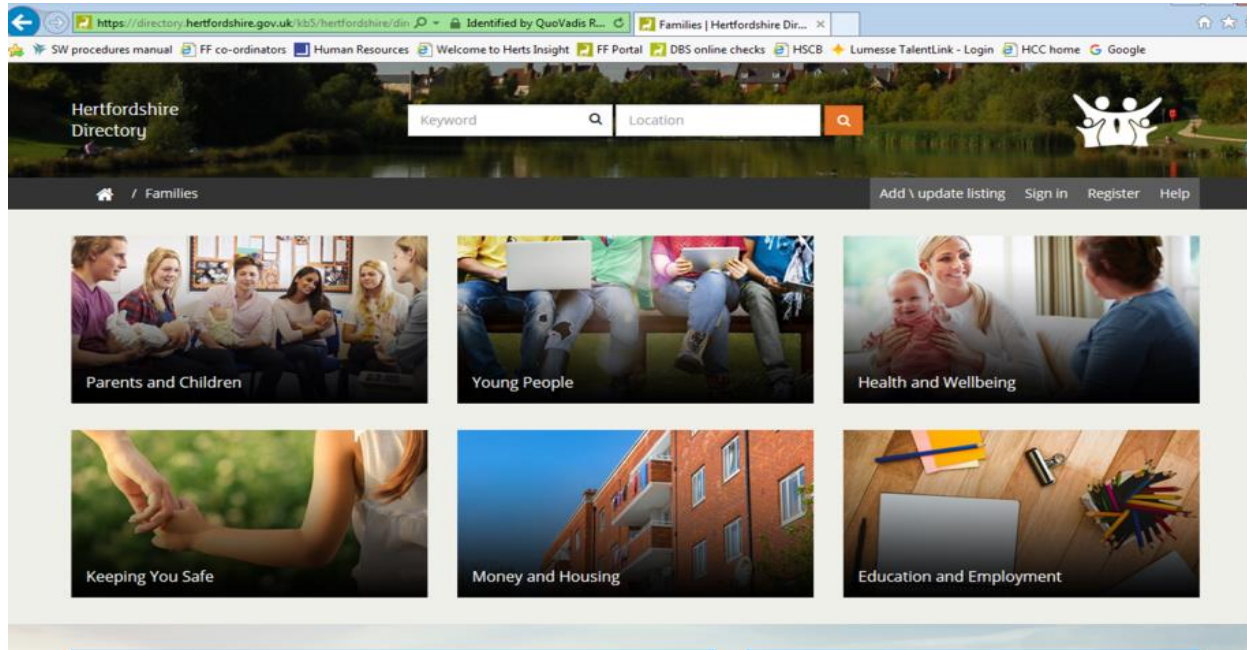 https://directory.hertfordshire.gov.uk/kb5/hertfordshire/din
Identified by QuoVadis R...
Families | Hertfordshire Dir...
SW procedures manual
FF co-ordinators
Human Resources
Welcome to Herts Insight
FF Portal
DBS online checks
HSCB
Lumesse TalentLink - Login
HCC home
Google
Hertfordshire
Directory
Keyword
Location
/ Families
Add \ update listing
Sign in
Register
Help
Parents and Children
Young People
Health and Wellbeing
Keeping You Safe
Money and Housing
Education and Employment